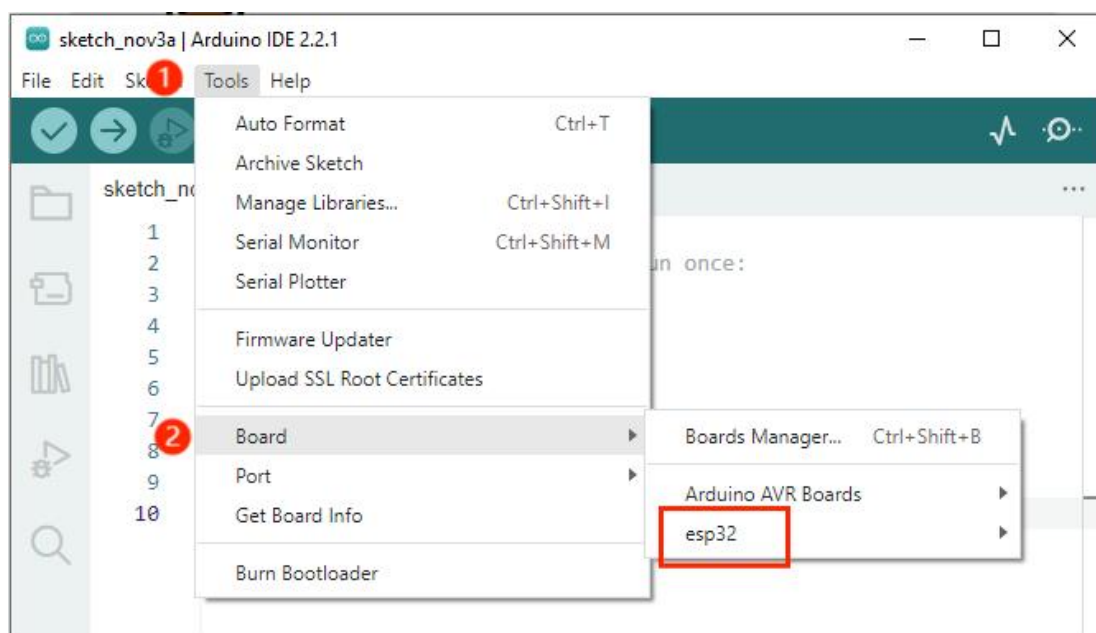 sketch_nov3a | Arduino IDE 2.2.1
File Edit Sk 1 Tools Help
Auto Format Ctrl+T
Archive Sketch
sketch_no
Manage Libraries... Ctrl+Shift+I
1
Serial Monitor Ctrl+Shift+M
2
un once:
Serial Plotter
3
4
Firmware Updater
5
Upload SSL Root Certificates
6
7
2
Board
Boards Manager... Ctrl+Shift+B
8
Port
9
Arduino AVR Boards
Get Board Info
10
esp32
Burn Bootloader